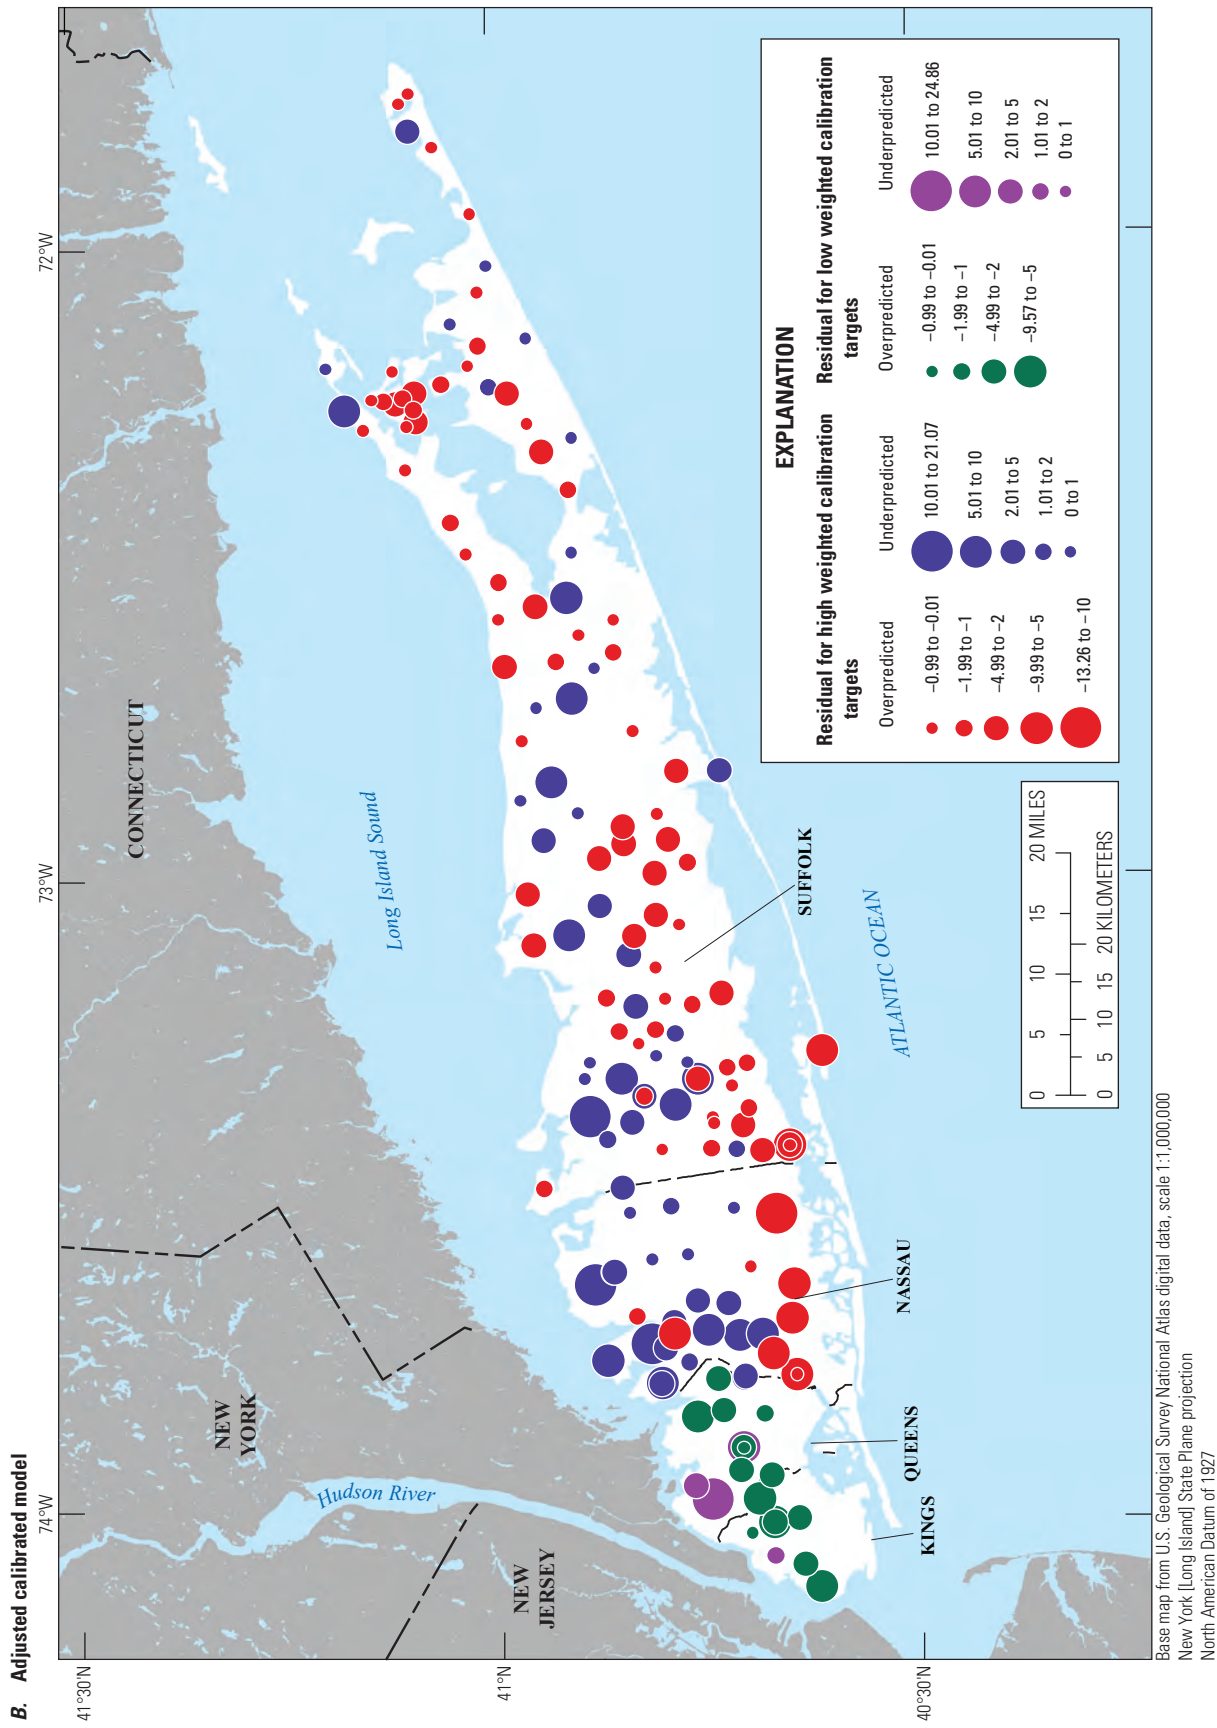 B. Adjusted calibrated model
74°W
73°W
72°W
41°30'N
41°N
40°30'N
CONNECTICUT
NEW
YORK
NEW
JERSEY
Hudson River
Long Island Sound
ATLANTIC OCEAN
KINGS
QUEENS
NASSAU
SUFFOLK
0 5 10 15 20 MILES
0 5 10 15 20 KILOMETERS
EXPLANATION
Residual for high weighted calibration
targets
Overpredicted
−0.99 to −0.01
−1.99 to −1
−4.99 to −2
−9.99 to −5
−13.26 to −10
Underpredicted
10.01 to 21.07
5.01 to 10
2.01 to 5
1.01 to 2
0 to 1
Residual for low weighted calibration
targets
Overpredicted
−0.99 to −0.01
−1.99 to −1
−4.99 to −2
−9.57 to −5
Underpredicted
10.01 to 24.86
5.01 to 10
2.01 to 5
1.01 to 2
0 to 1
Base map from U.S. Geological Survey National Atlas digital data, scale 1:1,000,000
New York [Long Island] State Plane projection
North American Datum of 1927